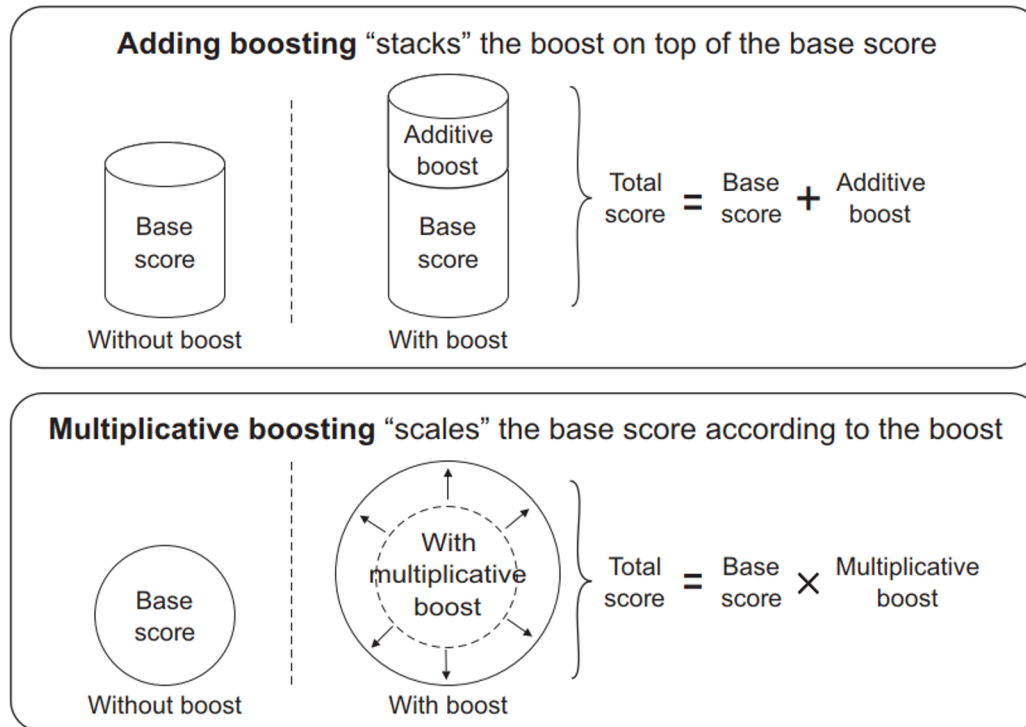 Adding boosting “stacks” the boost on top of the base score
Additive
boost
Base
score
Base
score
Without boost
With boost
Total
score
=
Base
score
+
Additive
boost
Multiplicative boosting “scales” the base score according to the boost
Base
score
With
multiplicative
boost
Without boost
With boost
Total
score
=
Base
score
×
Multiplicative
boost